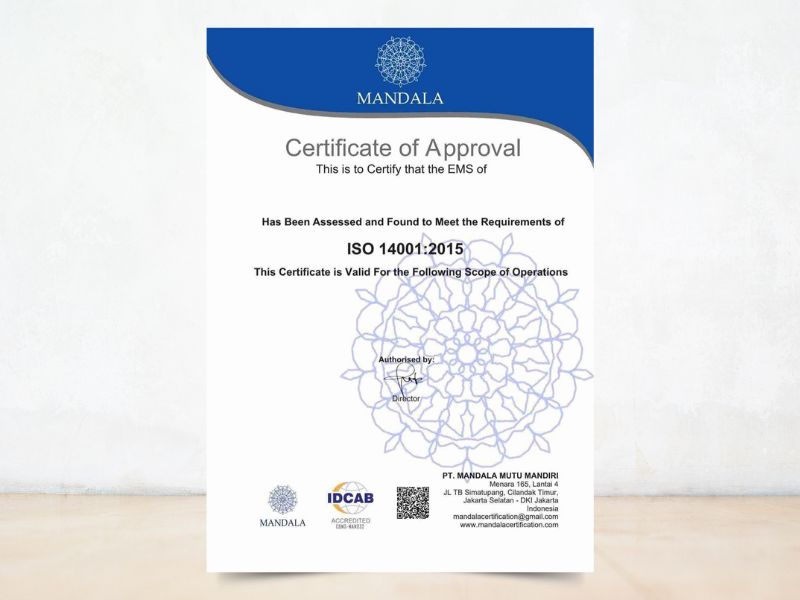 MANDALA
Certificate of Approval
This is to Certify that the EMS of
Has Been Assessed and Found to Meet the Requirements of
ISO 14001:2015
This Certificate is Valid For the Following Scope of Operations
Authorised by:
Director
PT. MANDALA MUTU MANDIRI
Menara 165, Lantai 4
JL TB Simatupang, Cilandak Timur,
Jakarta Selatan - DKI Jakarta
Indonesia
mandalacertification@gmail.com
www.mandalacertification.com
MANDALA
IDCAB
ACCREDITED